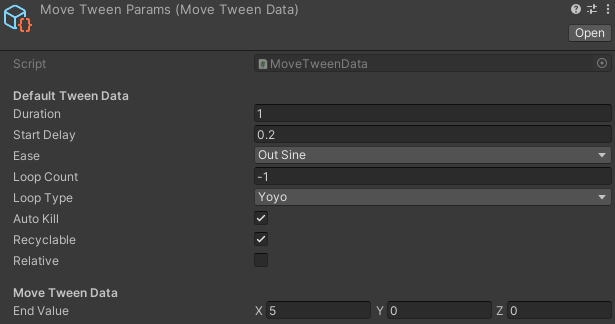 Move Tween Params (Move Tween Data)
Open
Script MoveTweenData
Default Tween Data
Duration 1
Start Delay 0.2
Ease Out Sine
Loop Count -1
Loop Type Yoyo
Auto Kill
Recyclable
Relative
Move Tween Data
End Value X 5 Y 0 Z 0